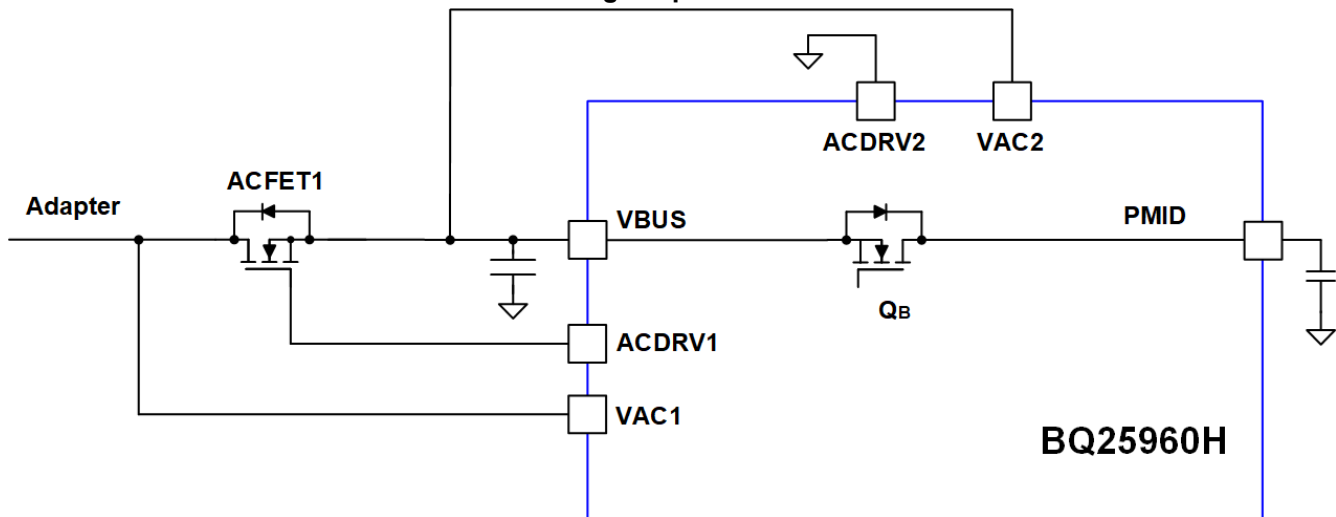 ACDRV2
VAC2
ACFET1
Adapter
VBUS
PMID
QB
ACDRV1
VAC1
BQ25960H